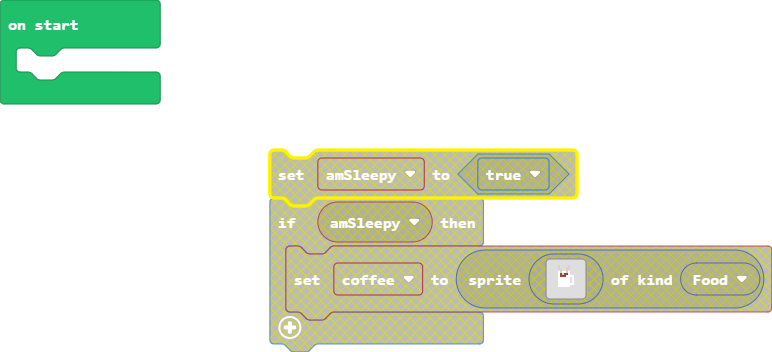 on start
set amSleepy to true
if amSleepy then
set coffee to sprite of kind Food